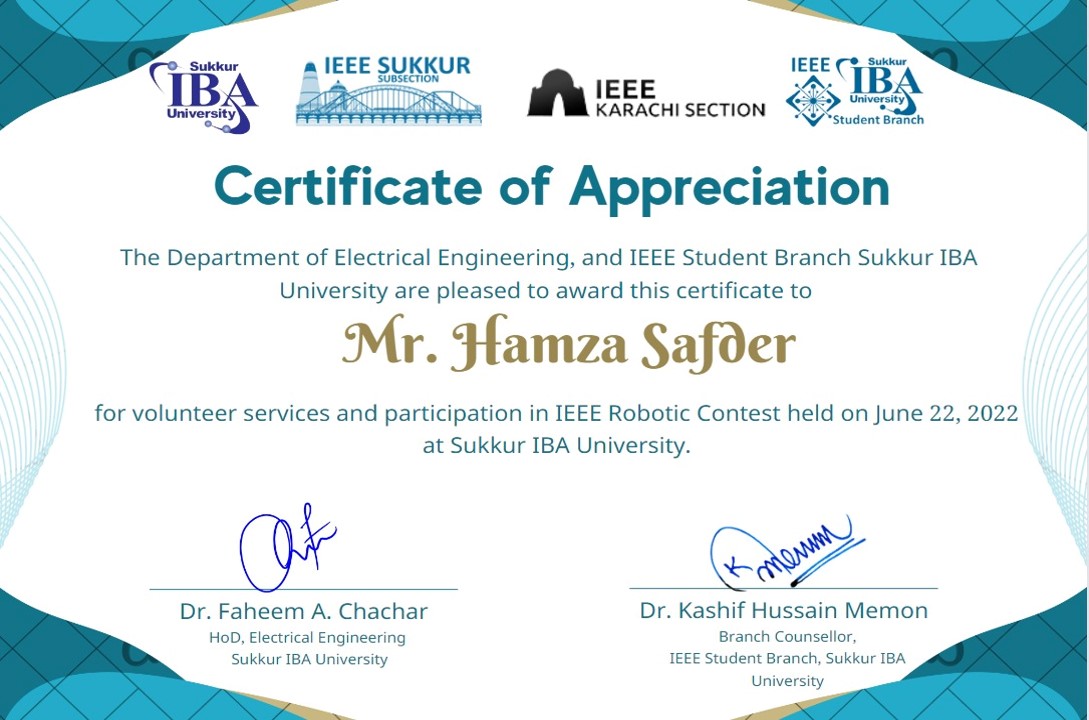 Sukkur
IBA
University
IEEE SUKKUR
SUBSECTION
IEEE
KARACHI SECTION
IEEE
Sukkur
IBA
University
Student Branch
Certificate of Appreciation
The Department of Electrical Engineering, and IEEE Student Branch Sukkur IBA
University are pleased to award this certificate to
Mr. Hamza Safder
for volunteer services and participation in IEEE Robotic Contest held on June 22, 2022
at Sukkur IBA University.
K Memon
Dr. Faheem A. Chachar
HoD, Electrical Engineering
Sukkur IBA University
Dr. Kashif Hussain Memon
Branch Counsellor,
IEEE Student Branch, Sukkur IBA
University